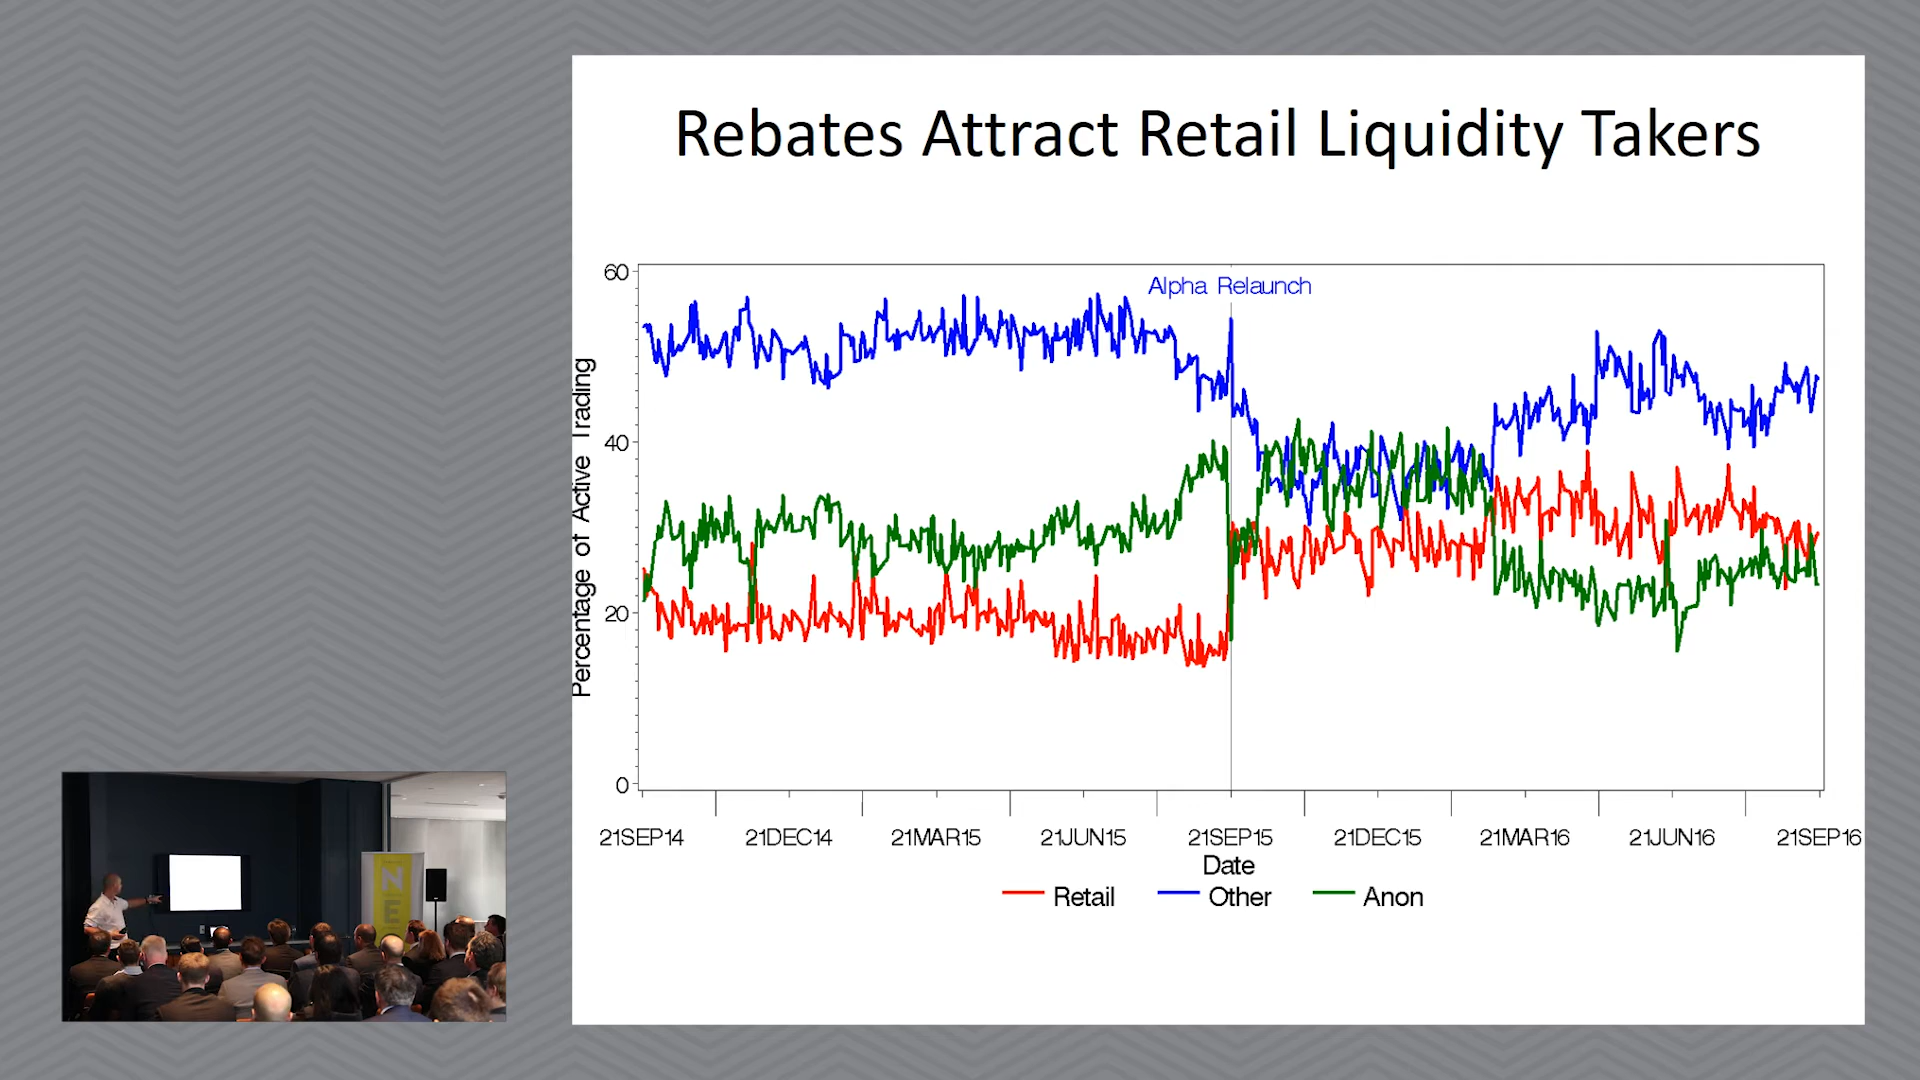 Rebates Attract Retail Liquidity Takers
60
Alpha Relaunch
40
20
0
Percentage of Active Trading
21SEP14 21DEC14 21MAR15 21JUN15 21SEP15 21DEC15 21MAR16 21JUN16 21SEP16
Date
Retail Other Anon
N
E